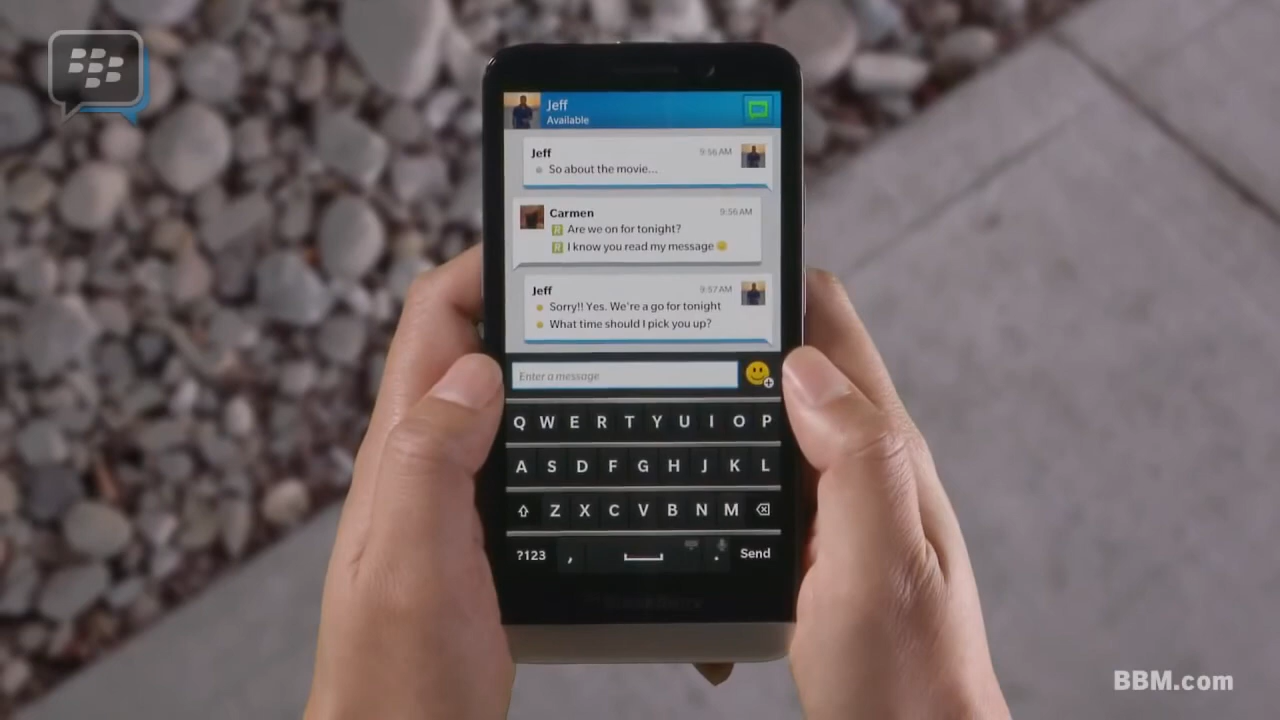 Jeff
Available
Jeff 9:56 AM
So about the movie...
Carmen 9:56 AM
R Are we on for tonight?
R I know you read my message
Jeff 9:57 AM
Sorry!! Yes. We're a go for tonight
What time should I pick you up?
Enter a message
Q W E R T Y U I O P
A S D F G H J K L
Z X C V B N M
?123 , . Send
BlackBerry
BBM.com